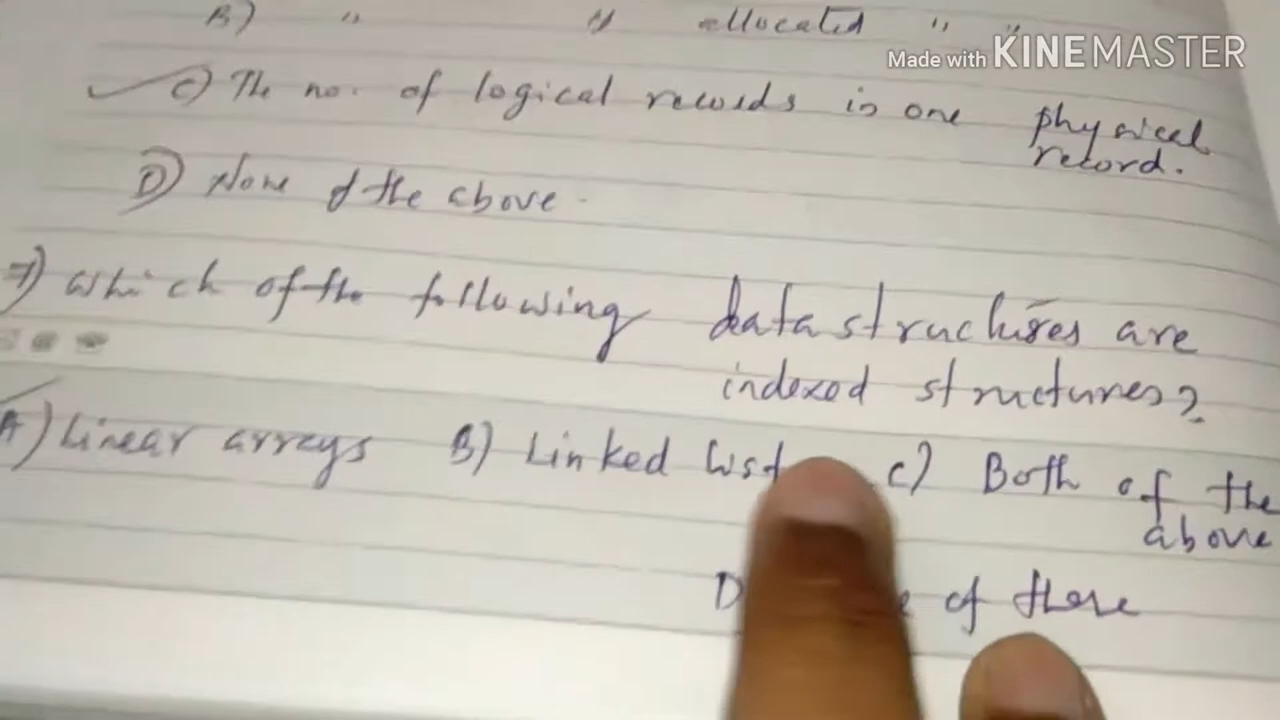 B) " " allocated " "
Made with KINEMASTER
C) The no. of logical records in one physical
record.
D) None of the above.
7) Which of the following data structures are
indexed structures?
A) Linear arrays B) Linked list C) Both of the
above
D of these